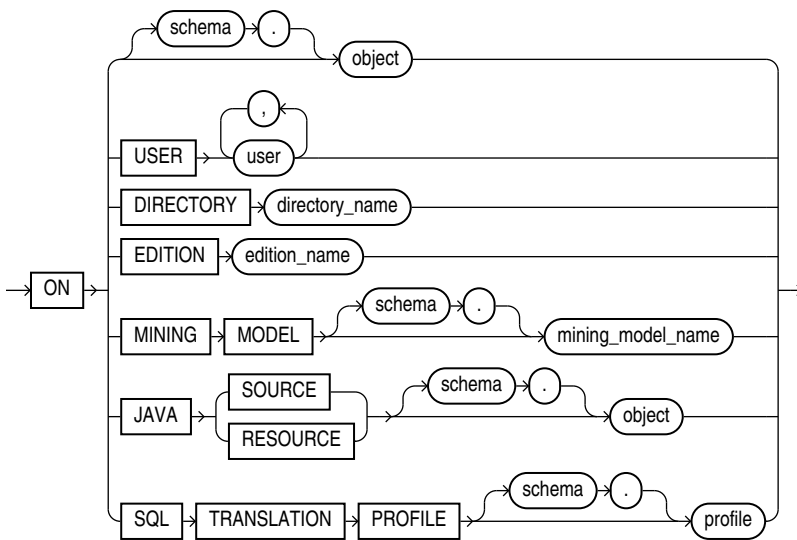 schema .
object
,
USER user
DIRECTORY directory_name
EDITION edition_name
ON
schema .
MINING MODEL mining_model_name
SOURCE schema .
JAVA object
RESOURCE
schema .
SQL TRANSLATION PROFILE profile